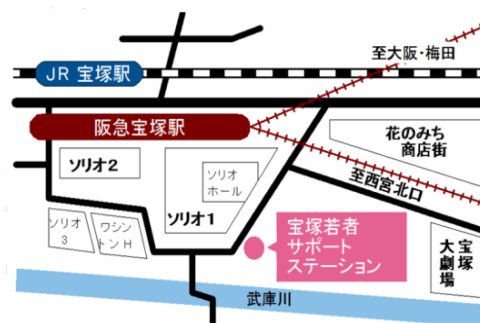 至大阪・梅田
JR 宝塚駅
阪急宝塚駅
花のみち
商店街
ソリオ2
ソリオ
ホール
至西宮北口
ソリオ1
ソリオ
3
ワシン
トンH
宝塚若者
サポート
ステーション
宝塚
大劇場
武庫川